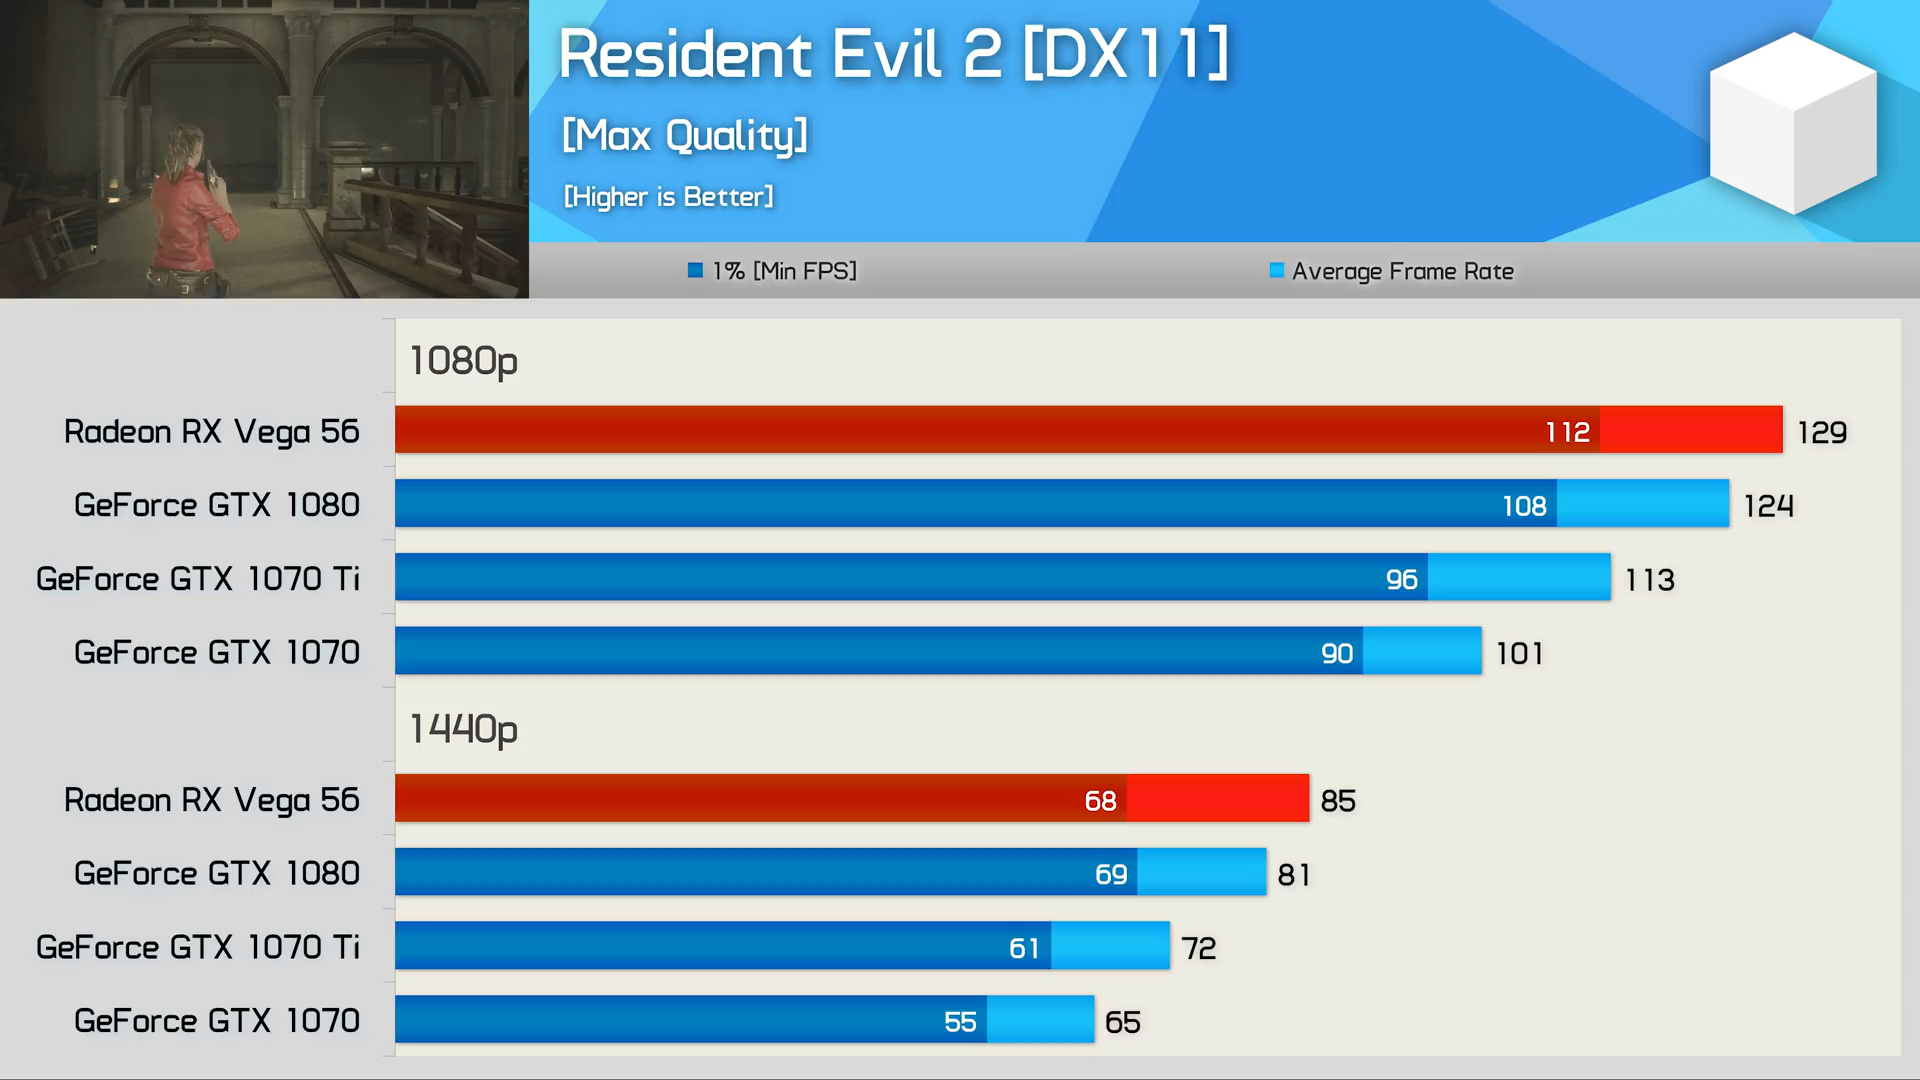 Resident Evil 2 [DX11]
[Max Quality]
[Higher is Better]
1% [Min FPS] Average Frame Rate
1080p
Radeon RX Vega 56 112 129
GeForce GTX 1080 108 124
GeForce GTX 1070 Ti 96 113
GeForce GTX 1070 90 101
1440p
Radeon RX Vega 56 68 85
GeForce GTX 1080 69 81
GeForce GTX 1070 Ti 61 72
GeForce GTX 1070 55 65